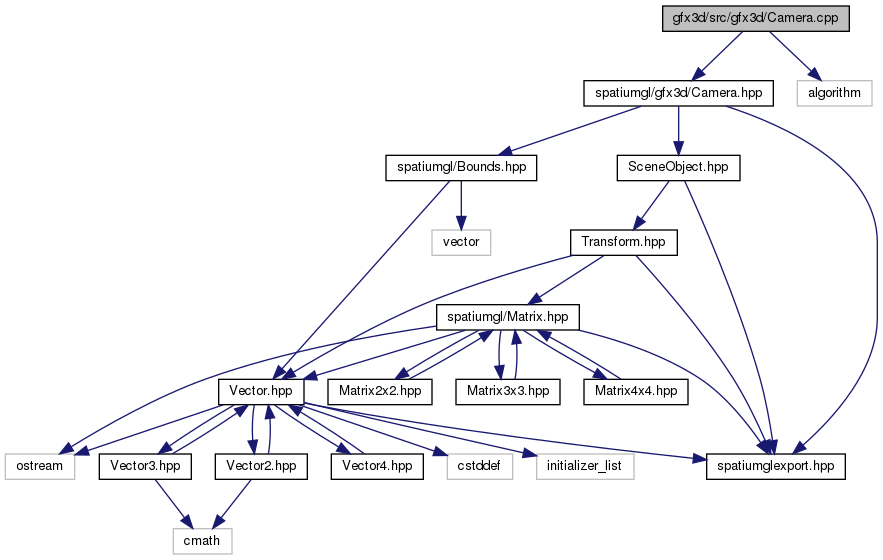 gfx3d/src/gfx3d/Camera.cpp
spatiumgl/gfx3d/Camera.hpp
algorithm
spatiumgl/Bounds.hpp
SceneObject.hpp
vector
Transform.hpp
spatiumgl/Matrix.hpp
Vector.hpp
Matrix2x2.hpp
Matrix3x3.hpp
Matrix4x4.hpp
ostream
Vector3.hpp
Vector2.hpp
Vector4.hpp
cstddef
initializer_list
spatiumglexport.hpp
cmath